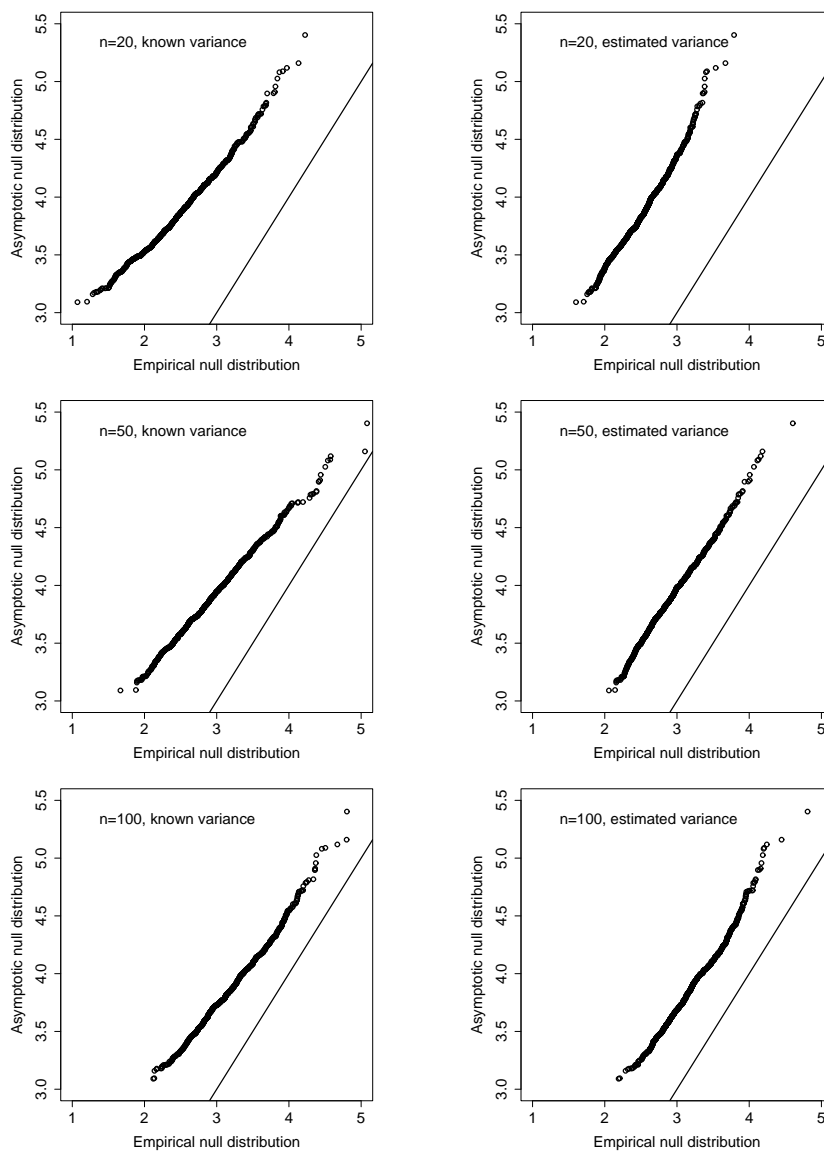 n=20, known variance
Asymptotic null distribution
3.0 3.5 4.0 4.5 5.0 5.5
1 2 3 4 5
Empirical null distribution
n=20, estimated variance
Asymptotic null distribution
3.0 3.5 4.0 4.5 5.0 5.5
1 2 3 4 5
Empirical null distribution
n=50, known variance
Asymptotic null distribution
3.0 3.5 4.0 4.5 5.0 5.5
1 2 3 4 5
Empirical null distribution
n=50, estimated variance
Asymptotic null distribution
3.0 3.5 4.0 4.5 5.0 5.5
1 2 3 4 5
Empirical null distribution
n=100, known variance
Asymptotic null distribution
3.0 3.5 4.0 4.5 5.0 5.5
1 2 3 4 5
Empirical null distribution
n=100, estimated variance
Asymptotic null distribution
3.0 3.5 4.0 4.5 5.0 5.5
1 2 3 4 5
Empirical null distribution